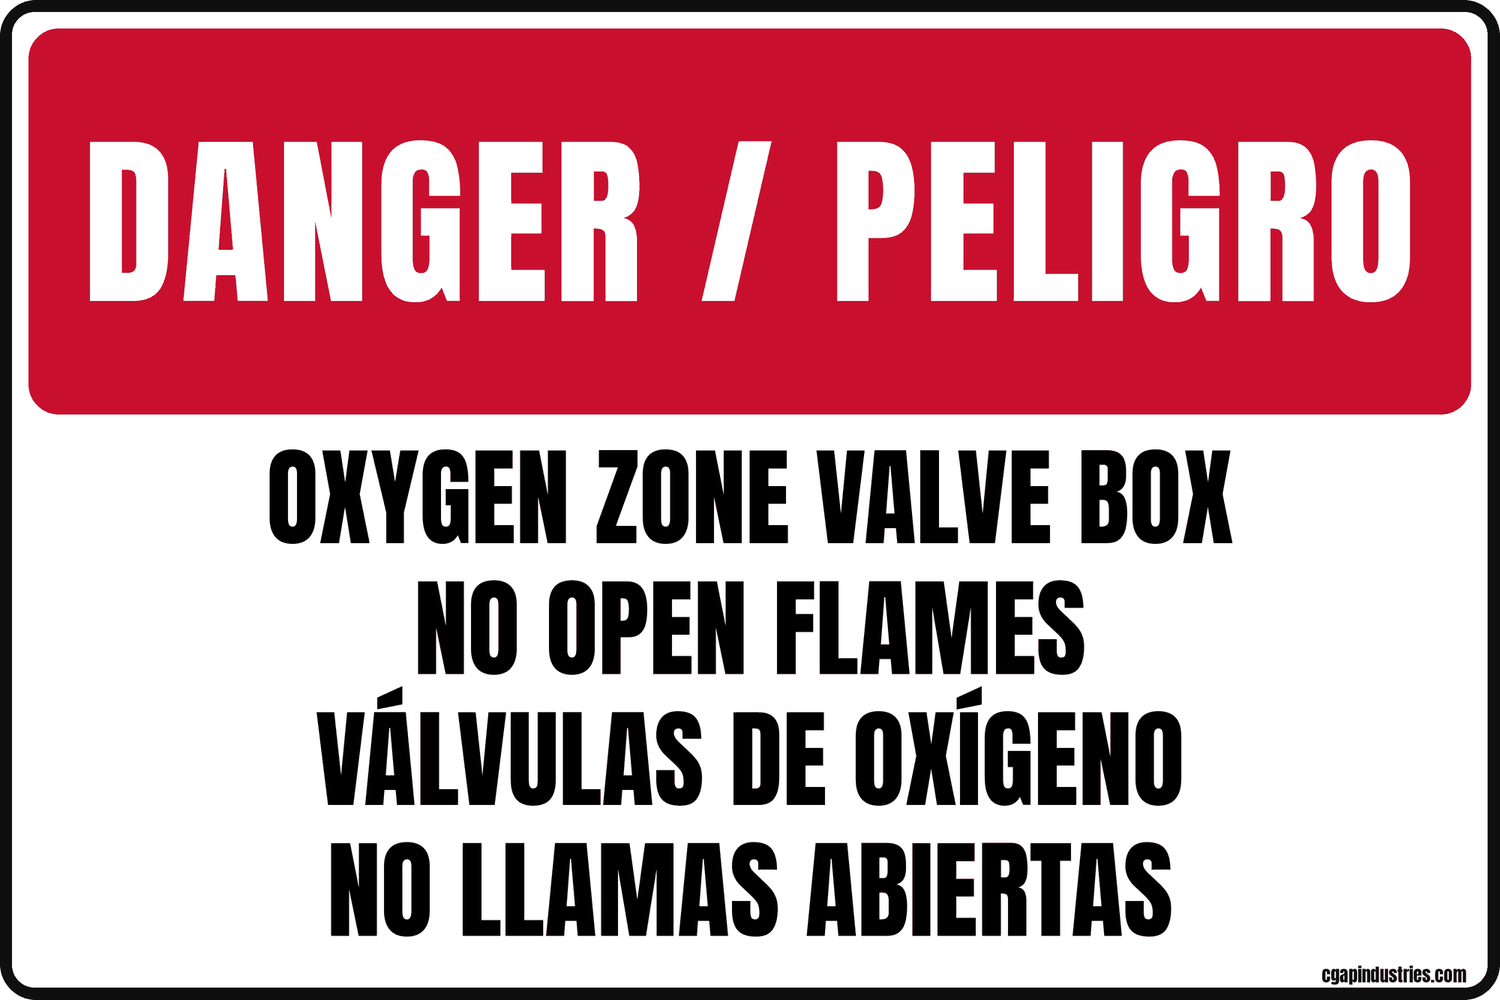 DANGER / PELIGRO
OXYGEN ZONE VALVE BOX
NO OPEN FLAMES
VÁLVULAS DE OXÍGENO
NO LLAMAS ABIERTAS
cgapindustries.com